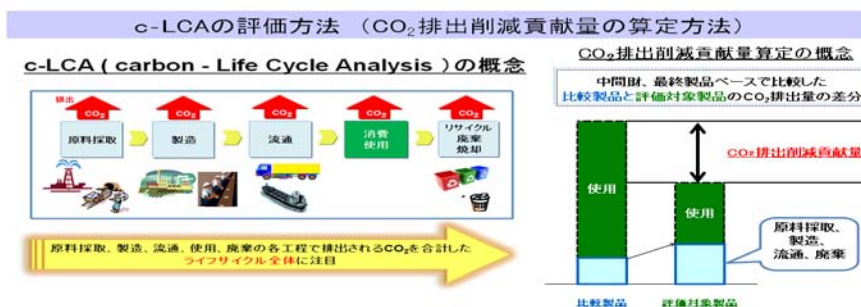 c-LCAの評価方法 （CO₂排出削減貢献量の算定方法）
c-LCA ( carbon - Life Cycle Analysis ) の概念
排出
CO₂
CO₂
CO₂
CO₂
CO₂
原料採取
製造
流通
消費
使用
リサイクル
廃棄
焼却
原料採取、製造、流通、使用、廃棄の各工程で排出されるCO₂を合計した
ライフサイクル全体に注目
CO₂排出削減貢献量算定の概念
中間財、最終製品ベースで比較した
比較製品と評価対象製品のCO₂排出量の差分
CO₂排出削減貢献量
使用
使用
原料採取、
製造、
流通、廃棄
比較製品
評価対象製品